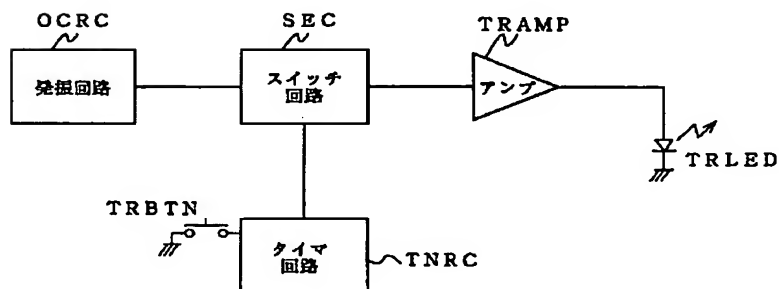 OCRC
SEC
TRAMP
発振回路
スイッチ
回路
アンプ
TRLED
TRBTN
タイマ
回路
TNRC